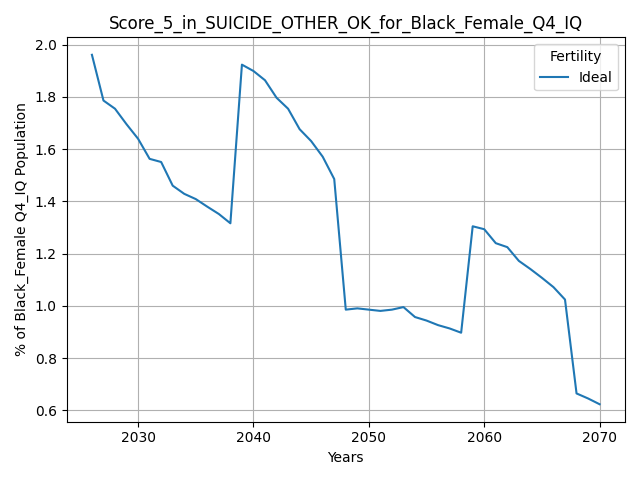 Score_5_in_SUICIDE_OTHER_OK_for_Black_Female_Q4_IQ
% of Black_Female Q4_IQ Population
2.0
1.8
1.6
1.4
1.2
1.0
0.8
0.6
Fertility
Ideal
2030 2040 2050 2060 2070
Years